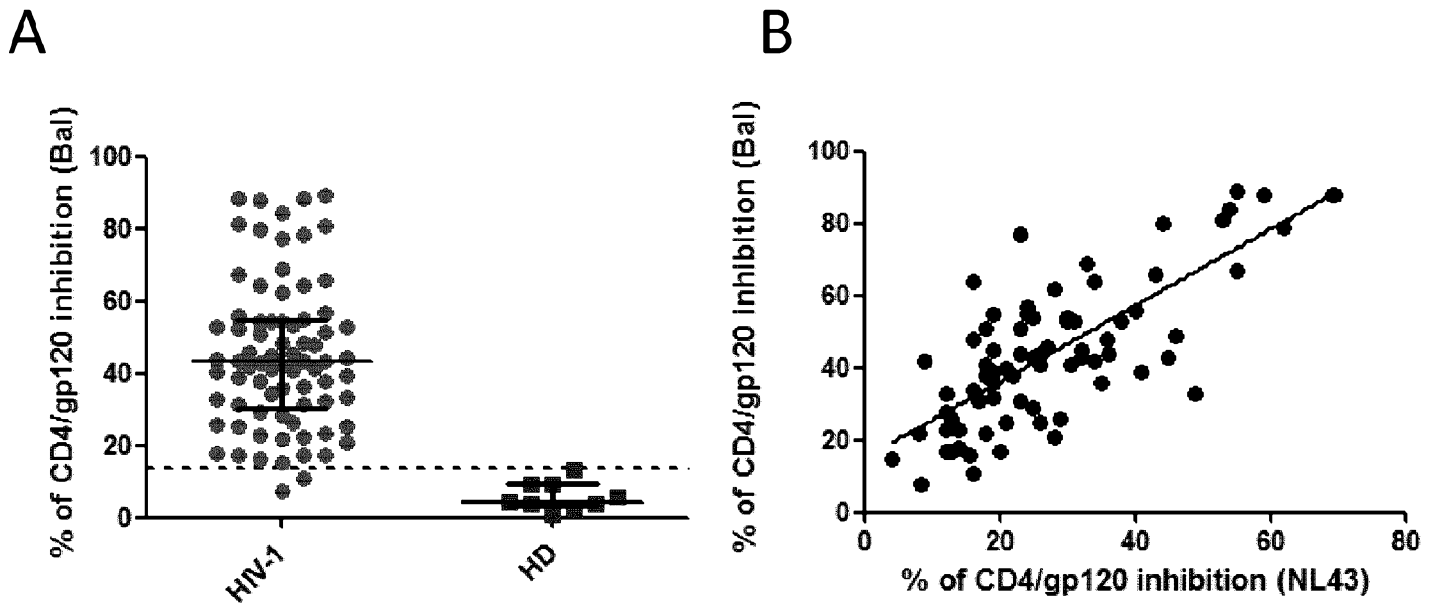 A
% of CD4/gp120 inhibition (Bal)
100
80
60
40
20
0
HIV-1
HD
B
% of CD4/gp120 inhibition (Bal)
100
80
60
40
20
0
0 20 40 60 80
% of CD4/gp120 inhibition (NL43)